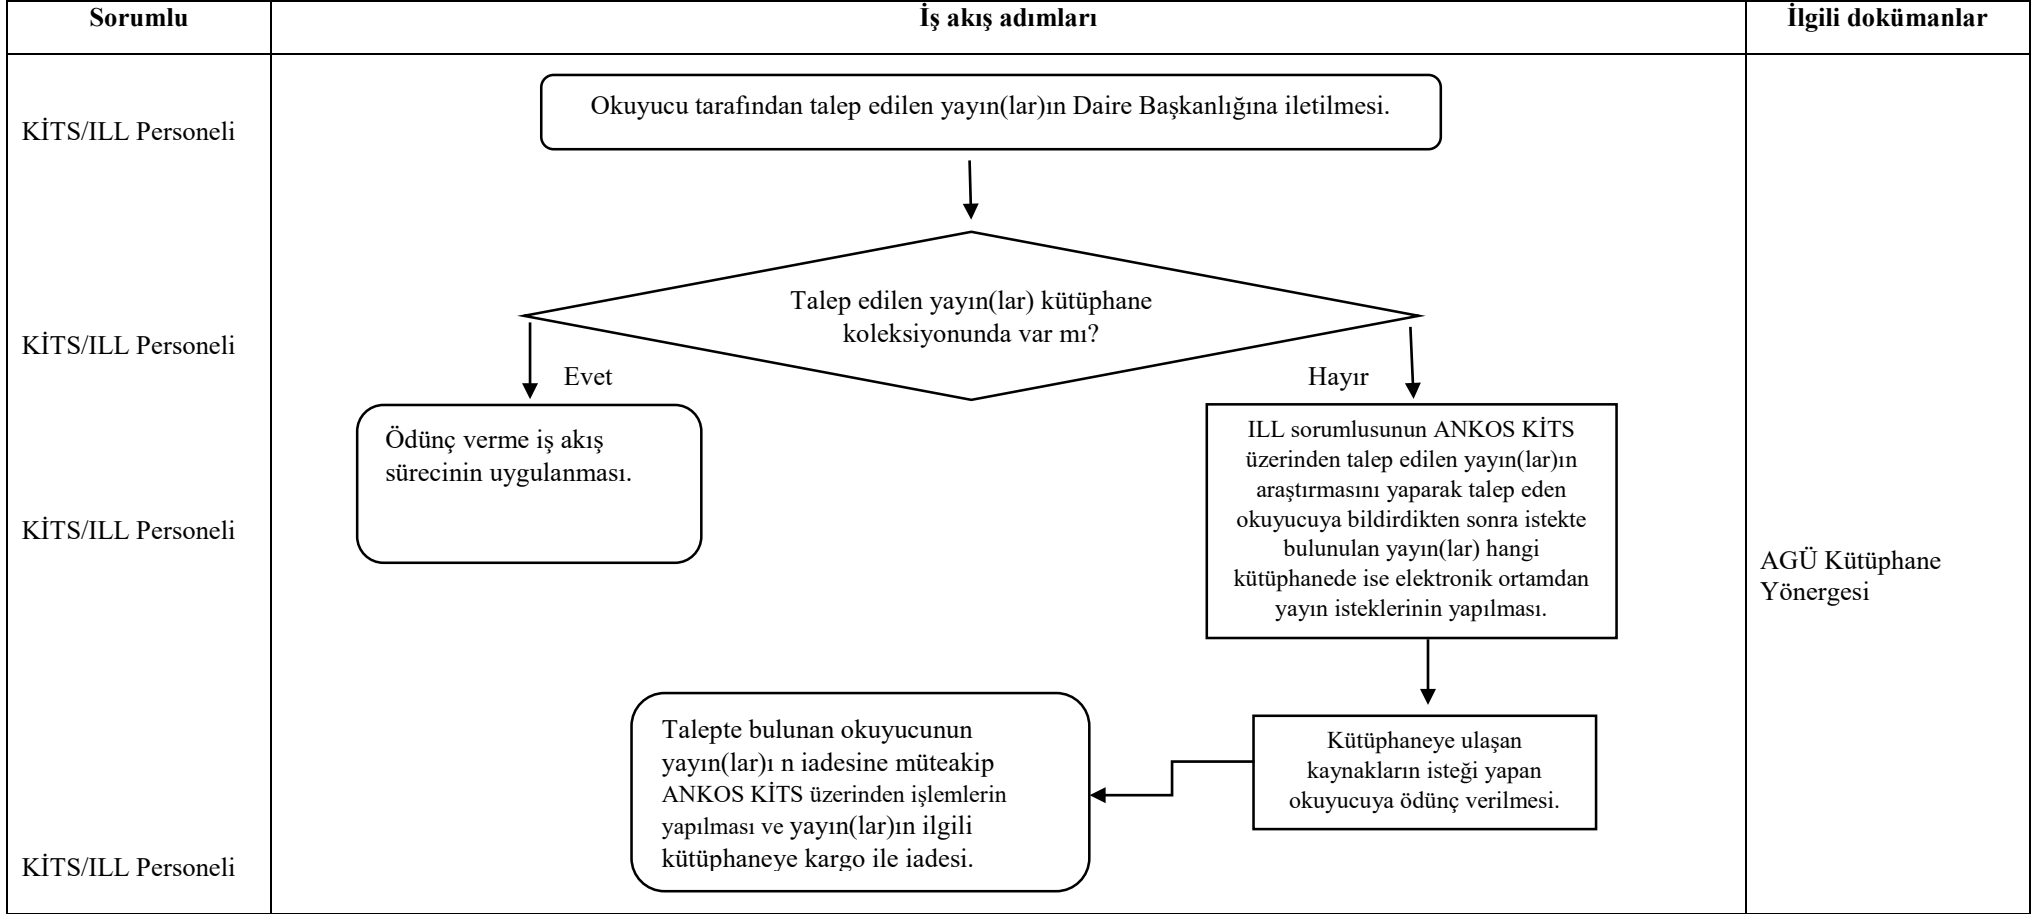 Sorumlu
İş akış adımları
İlgili dokümanlar
KİTS/ILL Personeli
Okuyucu tarafından talep edilen yayın(lar)ın Daire Başkanlığına iletilmesi.
KİTS/ILL Personeli
Talep edilen yayın(lar) kütüphane
koleksiyonunda var mı?
Evet
Hayır
Ödünç verme iş akış
sürecinin uygulanması.
ILL sorumlusunun ANKOS KİTS
üzerinden talep edilen yayın(lar)ın
araştırmasını yaparak talep eden
okuyucuya bildirdikten sonra istekte
bulunulan yayın(lar) hangi
kütüphanede ise elektronik ortamdan
yayın isteklerinin yapılması.
KİTS/ILL Personeli
AGÜ Kütüphane
Yönergesi
Kütüphaneye ulaşan
kaynakların isteği yapan
okuyucuya ödünç verilmesi.
Talepte bulunan okuyucunun
yayın(lar)ı n iadesine müteakip
ANKOS KİTS üzerinden işlemlerin
yapılması ve yayın(lar)ın ilgili
kütüphaneye kargo ile iadesi.
KİTS/ILL Personeli